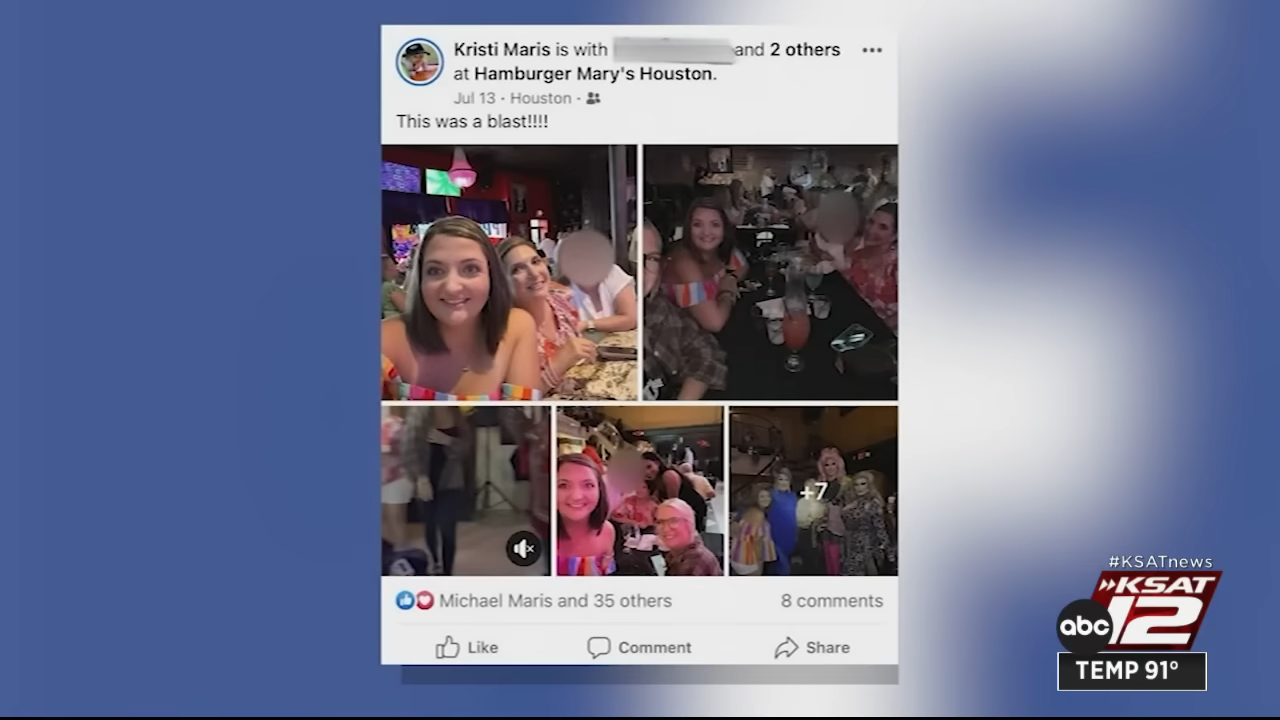 Kristi Maris is with and 2 others
at Hamburger Mary's Houston.
Jul 13 · Houston ·
This was a blast!!!!
+7
Michael Maris and 35 others
8 comments
Like
Comment
Share
#KSATnews
KSAT
abc 12
TEMP 91°